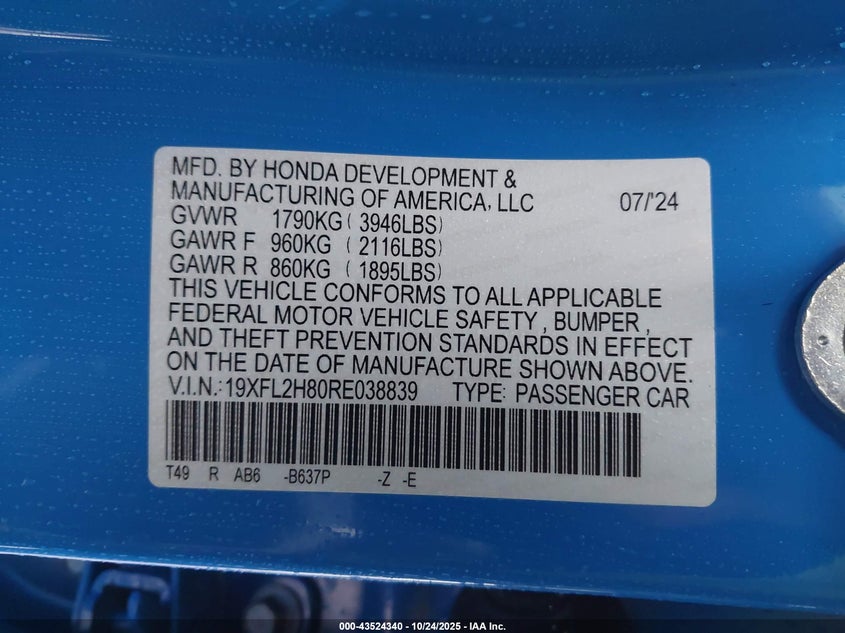 MFD. BY HONDA DEVELOPMENT &
MANUFACTURING OF AMERICA, LLC 07/'24
GVWR 1790KG ( 3946LBS)
GAWR F 960KG ( 2116LBS)
GAWR R 860KG ( 1895LBS)
THIS VEHICLE CONFORMS TO ALL APPLICABLE
FEDERAL MOTOR VEHICLE SAFETY , BUMPER ,
AND THEFT PREVENTION STANDARDS IN EFFECT
ON THE DATE OF MANUFACTURE SHOWN ABOVE.
V.I.N.:19XFL2H80RE038839 TYPE: PASSENGER CAR
T49 R AB6 -B637P -Z -E
000-43524340 | 10/24/2025 | IAA Inc.